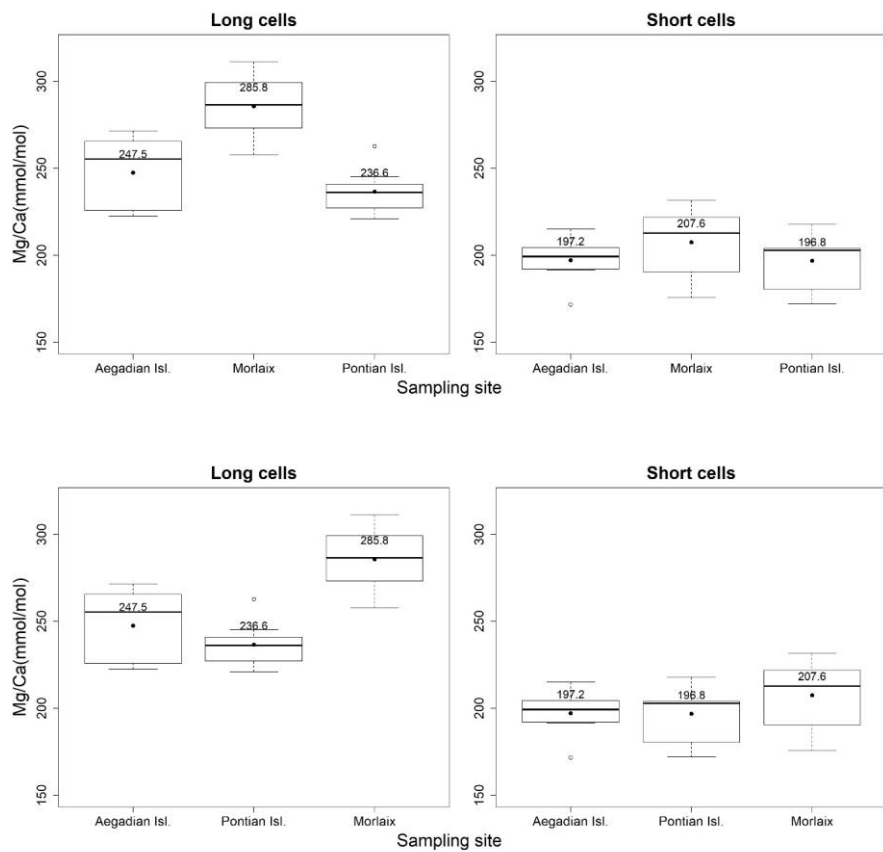 Long cells
Short cells
Mg/Ca(mmol/mol)
300
250
200
150
247.5
285.8
236.6
197.2
207.6
196.8
Aegadian Isl.
Morlaix
Pontian Isl.
Aegadian Isl.
Morlaix
Pontian Isl.
Sampling site
Long cells
Short cells
Mg/Ca(mmol/mol)
300
250
200
150
247.5
236.6
285.8
197.2
196.8
207.6
Aegadian Isl.
Pontian Isl.
Morlaix
Aegadian Isl.
Pontian Isl.
Morlaix
Sampling site